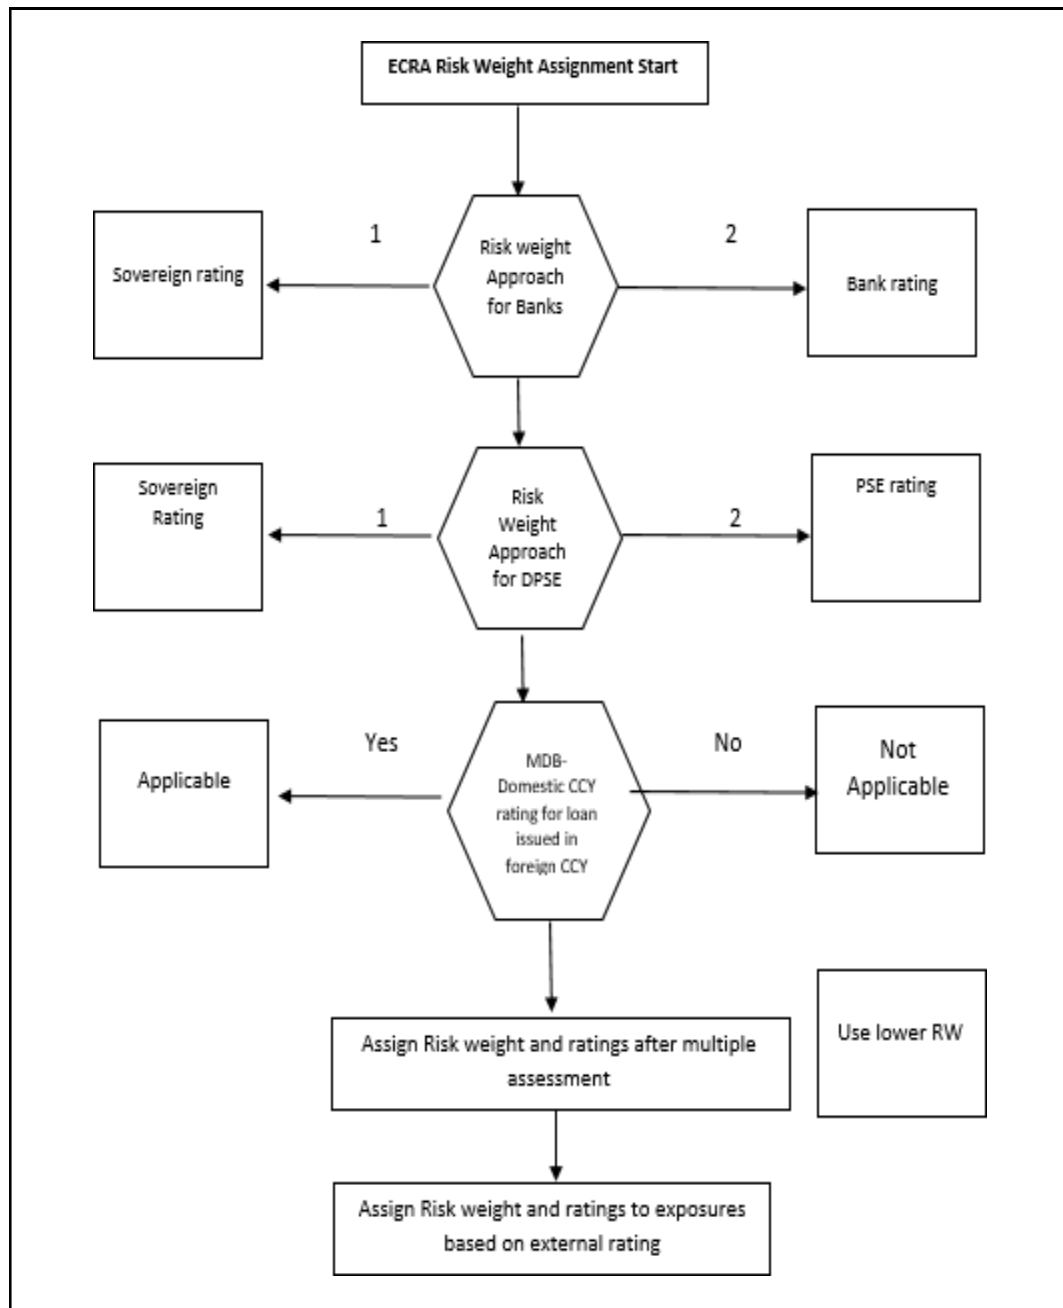 ECRA Risk Weight Assignment Start
1
2
Risk weight
Approach
for Banks
Sovereign rating
Bank rating
Sovereign
Rating
1
2
Risk
Weight
Approach
for DPSE
PSE rating
Yes
No
Applicable
MDB-
Domestic CCY
rating for loan
issued in
foreign CCY
Not
Applicable
Assign Risk weight and ratings after multiple
assessment
Use lower RW
Assign Risk weight and ratings to exposures
based on external rating